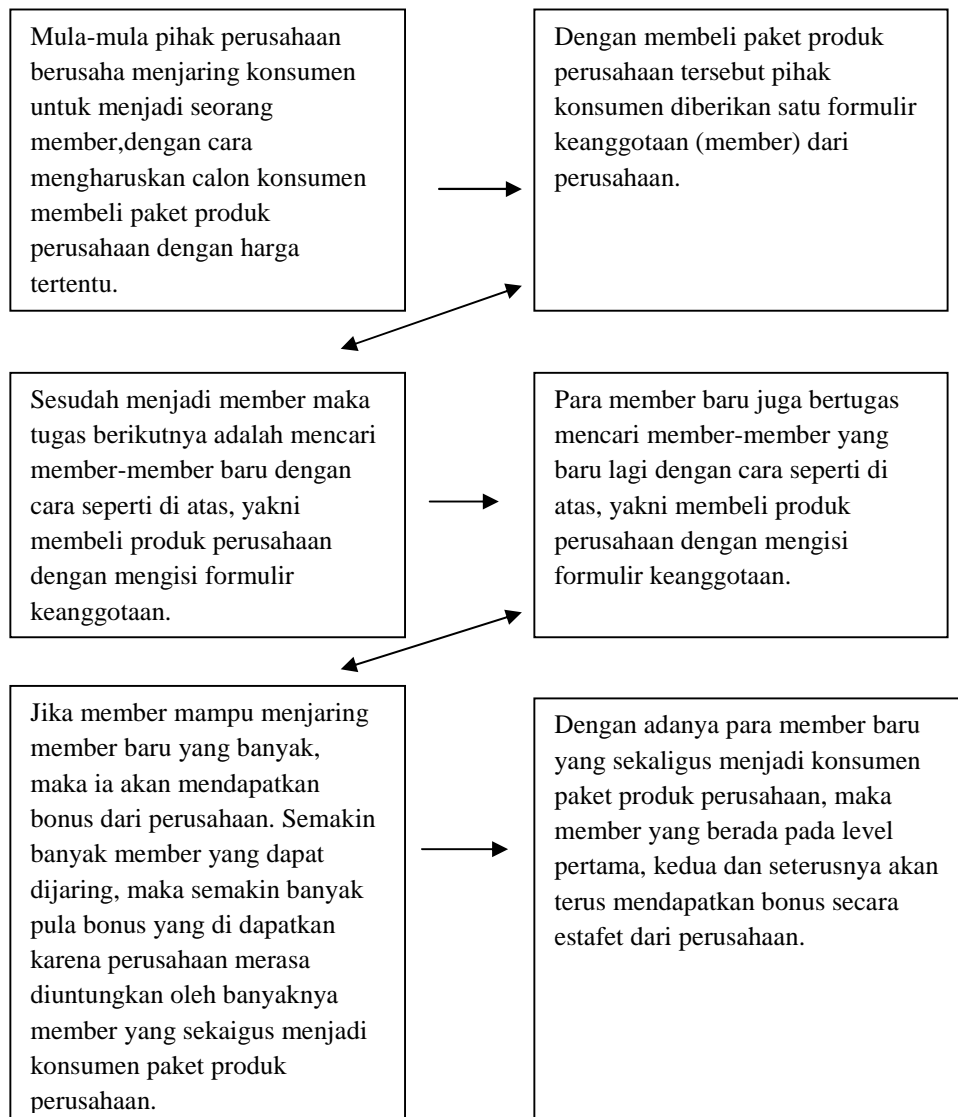 Mula-mula pihak perusahaan
berusaha menjaring konsumen
untuk menjadi seorang
member,dengan cara
mengharuskan calon konsumen
membeli paket produk
perusahaan dengan harga
tertentu.
Dengan membeli paket produk
perusahaan tersebut pihak
konsumen diberikan satu formulir
keanggotaan (member) dari
perusahaan.
Sesudah menjadi member maka
tugas berikutnya adalah mencari
member-member baru dengan
cara seperti di atas, yakni
membeli produk perusahaan
dengan mengisi formulir
keanggotaan.
Para member baru juga bertugas
mencari member-member yang
baru lagi dengan cara seperti di
atas, yakni membeli produk
perusahaan dengan mengisi
formulir keanggotaan.
Jika member mampu menjaring
member baru yang banyak,
maka ia akan mendapatkan
bonus dari perusahaan. Semakin
banyak member yang dapat
dijaring, maka semakin banyak
pula bonus yang di dapatkan
karena perusahaan merasa
diuntungkan oleh banyaknya
member yang sekaigus menjadi
konsumen paket produk
perusahaan.
Dengan adanya para member baru
yang sekaligus menjadi konsumen
paket produk perusahaan, maka
member yang berada pada level
pertama, kedua dan seterusnya akan
terus mendapatkan bonus secara
estafet dari perusahaan.